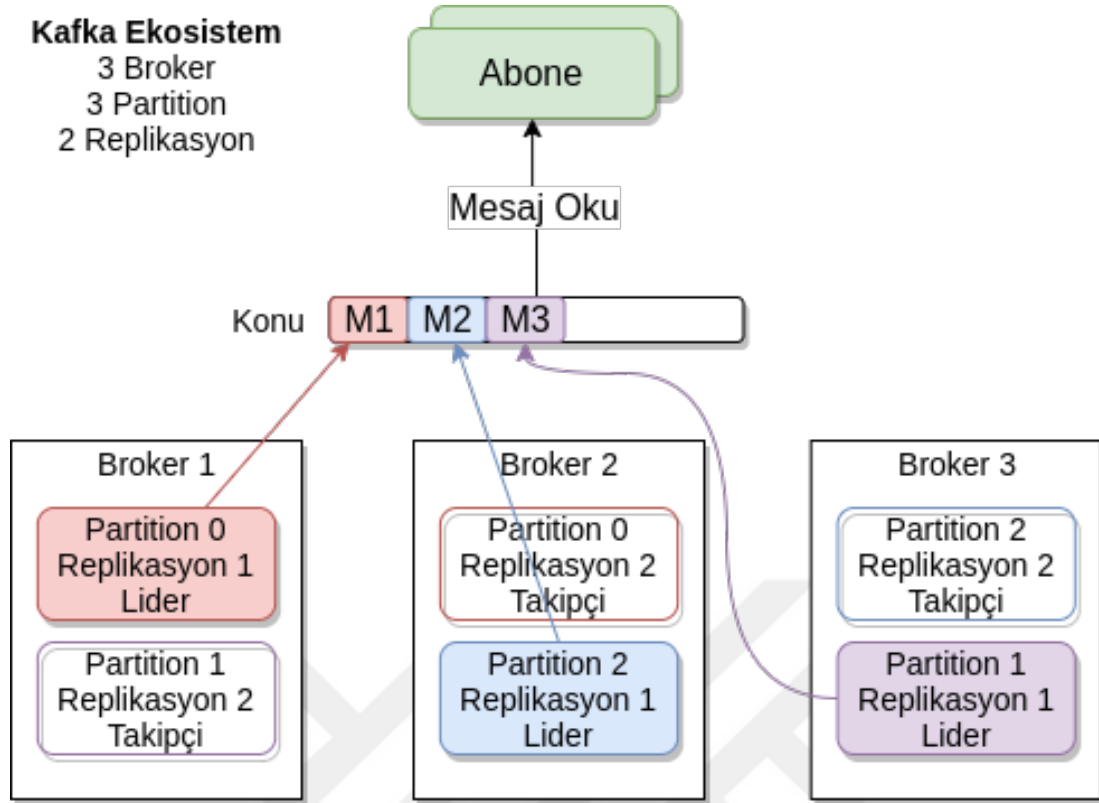 Kafka Ekosistem
3 Broker
3 Partition
2 Replikasyon
Abone
Mesaj Oku
Konu
M1
M2
M3
Broker 1
Partition 0
Replikasyon 1
Lider
Partition 1
Replikasyon 2
Takipçi
Broker 2
Partition 0
Replikasyon 2
Takipçi
Partition 2
Replikasyon 1
Lider
Broker 3
Partition 2
Replikasyon 2
Takipçi
Partition 1
Replikasyon 1
Lider